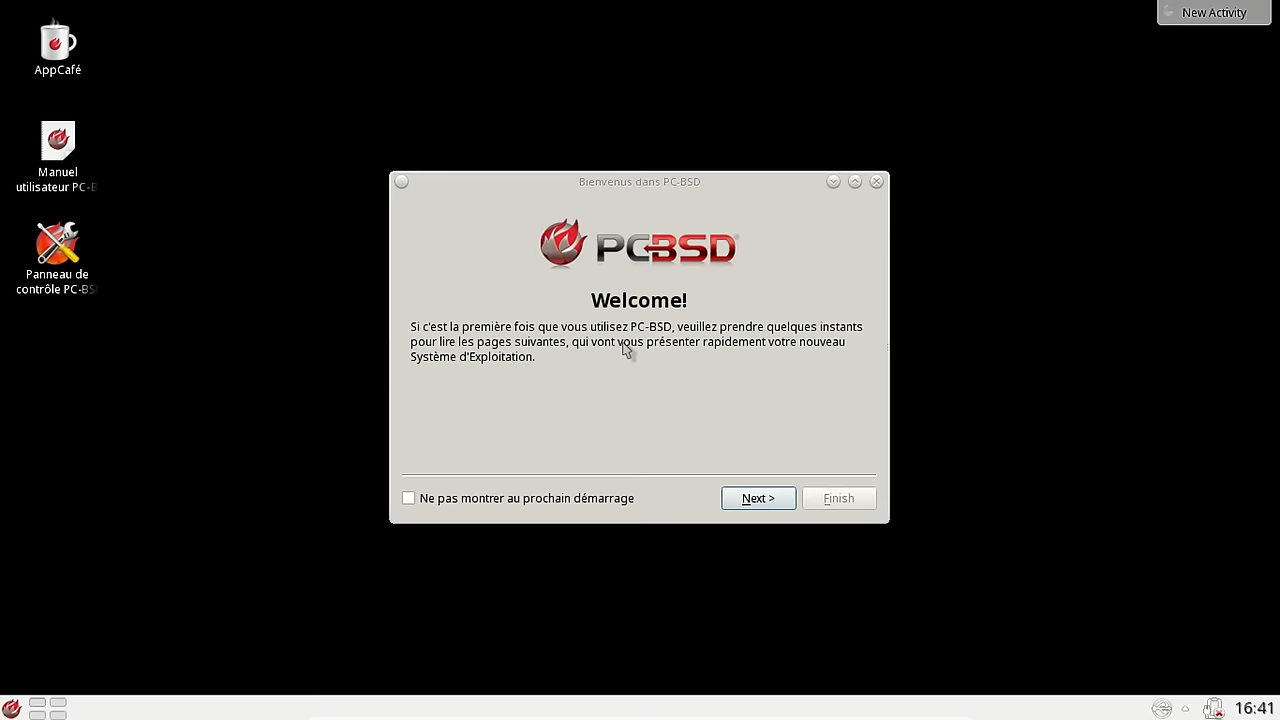 New Activity
AppCafé
Manuel
utilisateur PC-B
Panneau de
contrôle PC-BS
Bienvenus dans PC-BSD
PCBSD
Welcome!
Si c'est la première fois que vous utilisez PC-BSD, veuillez prendre quelques instants
pour lire les pages suivantes, qui vont vous présenter rapidement votre nouveau
Système d'Exploitation.
Ne pas montrer au prochain démarrage
Next >
Finish
16:41